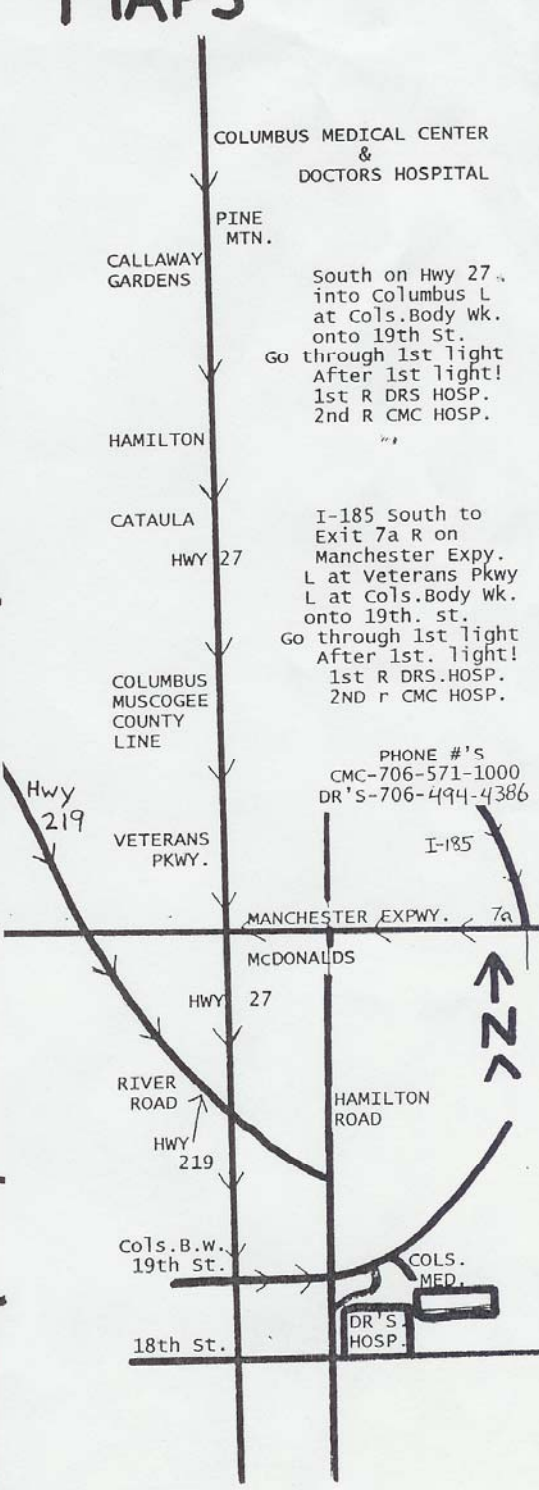 MAPS
COLUMBUS MEDICAL CENTER
&
DOCTORS HOSPITAL
PINE
MTN.
CALLAWAY
GARDENS
South on Hwy 27.
into Columbus L
at Cols.Body Wk.
onto 19th St.
Go through 1st light
After 1st light!
1st R DRS HOSP.
2nd R CMC HOSP.
HAMILTON
CATAULA
HWY 27
I-185 South to
Exit 7a R on
Manchester Expy.
L at Veterans Pkwy
L at Cols.Body Wk.
onto 19th. st.
Go through 1st light
After 1st. light!
1st R DRS.HOSP.
2ND r CMC HOSP.
COLUMBUS
MUSCOGEE
COUNTY
LINE
PHONE #'S
CMC-706-571-1000
DR'S-706-494-4386
Hwy
219
I-185
VETERANS
PKWY.
MANCHESTER EXPWY. 7a
McDONALDS
HWY 27
N
RIVER
ROAD
HAMILTON
ROAD
HWY
219
Cols.B.W.
19th St.
COLS.
MED.
DR'S.
HOSP.
18th St.